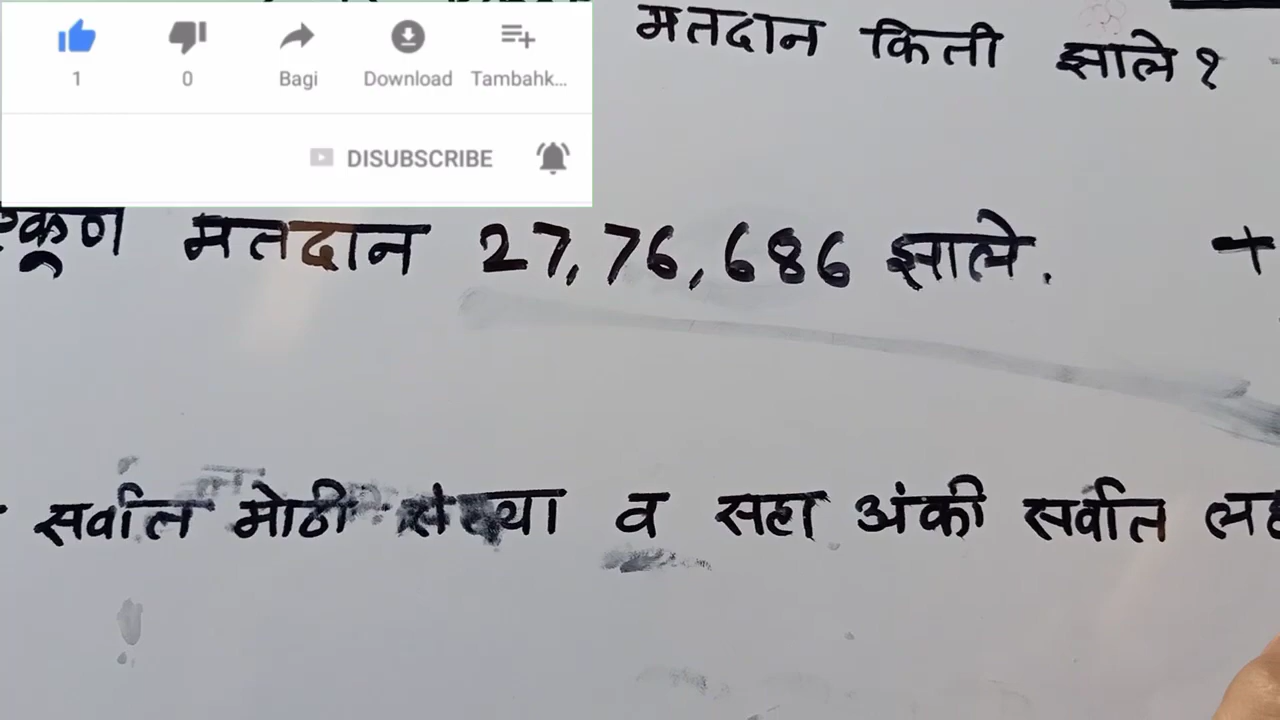 1 0 Bagi Download Tambahk...
DISUBSCRIBE
मतदान किती झाले?
एकूण मतदान 27,76,686 झाले. +
सर्वात मोठी संख्या व सहा अंकी सर्वात लह